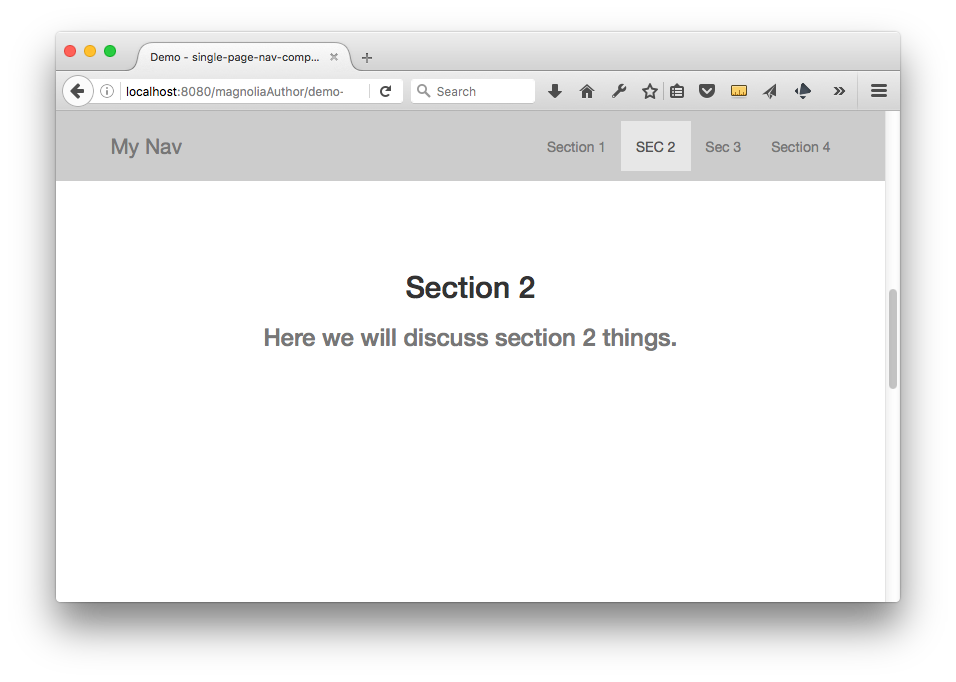 Demo - single-page-nav-comp...
localhost:8080/magnoliaAuthor/demo-
Search
My Nav
Section 1
SEC 2
Sec 3
Section 4
Section 2
Here we will discuss section 2 things.